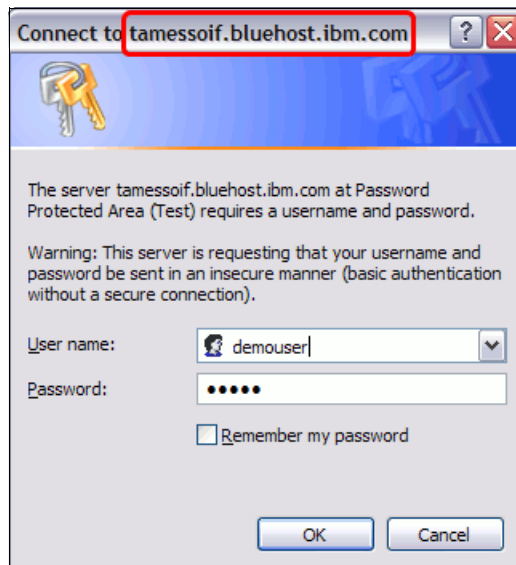 Connect to tamessoif.bluehost.ibm.com
The server tamessoif.bluehost.ibm.com at Password
Protected Area (Test) requires a username and password.
Warning: This server is requesting that your username and
password be sent in an insecure manner (basic authentication
without a secure connection).
User name:
demouser
Password:
•••••
Remember my password
OK
Cancel